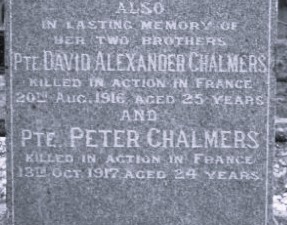 ALSO
IN LASTING MEMORY OF
HER TWO BROTHERS
PTE. DAVID ALEXANDER CHALMERS
KILLED IN ACTION IN FRANCE
20TH AUG. 1916, AGED 25 YEARS
AND
PTE. PETER CHALMERS
KILLED IN ACTION IN FRANCE
13TH OCT. 1917, AGED 24 YEARS